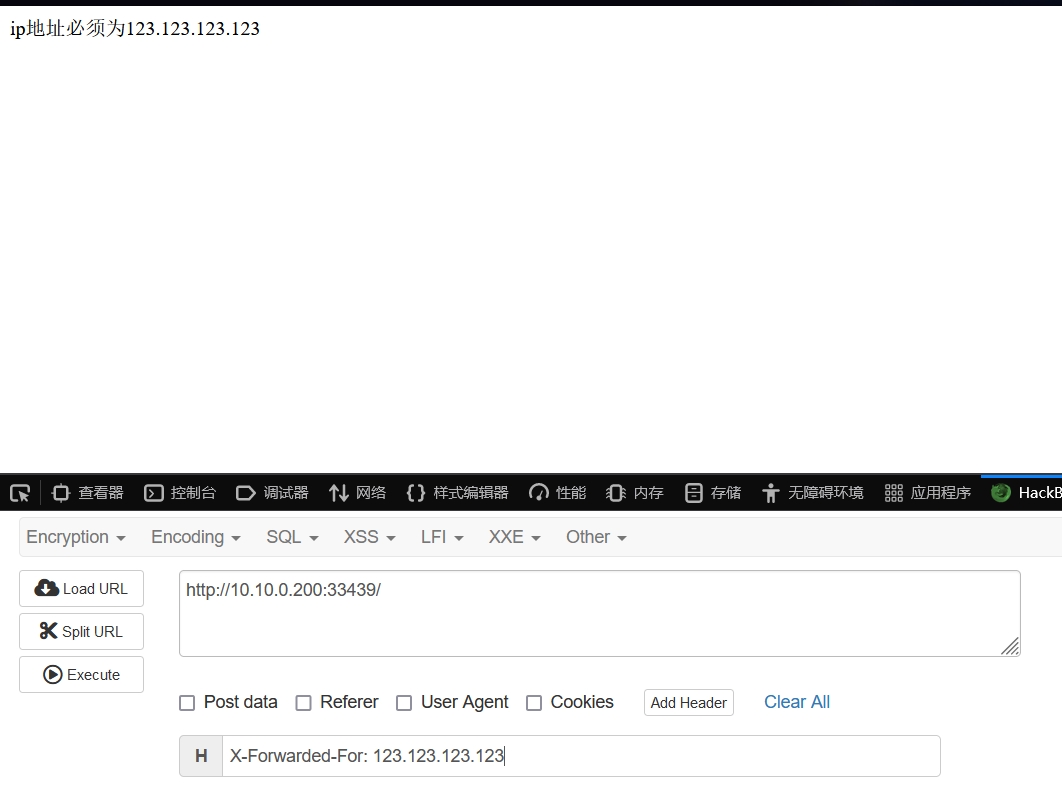 ip地址必须为123.123.123.123
查看器 控制台 调试器 网络 样式编辑器 性能 内存 存储 无障碍环境 应用程序 HackB
Encryption Encoding SQL XSS LFI XXE Other
Load URL http://10.10.0.200:33439/
Split URL
Execute
Post data Referer User Agent Cookies Add Header Clear All
H X-Forwarded-For: 123.123.123.123